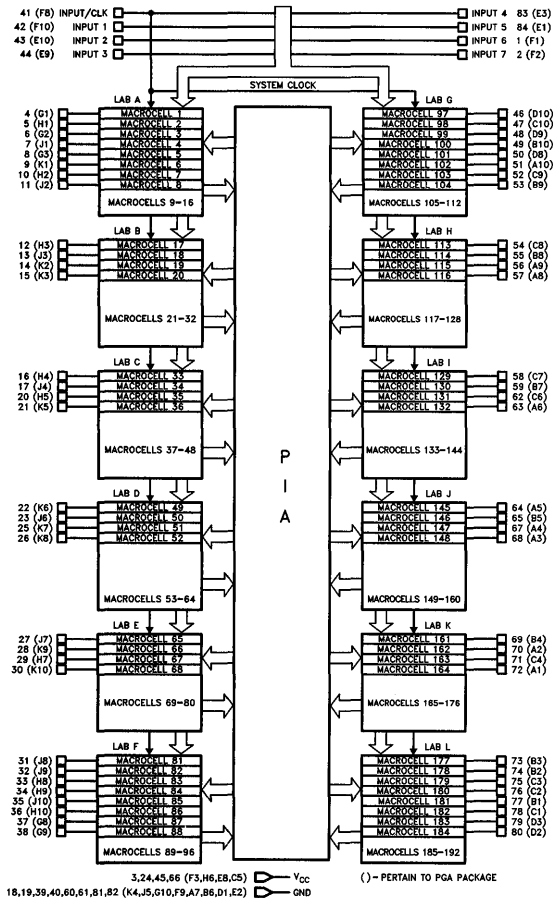 41 (F8) INPUT/CLK
42 (F10) INPUT 1
43 (E10) INPUT 2
44 (E9) INPUT 3
INPUT 4 83 (E3)
INPUT 5 84 (E1)
INPUT 6 1 (F1)
INPUT 7 2 (F2)
SYSTEM CLOCK
LAB A
4 (G1) MACROCELL 1
5 (H1) MACROCELL 2
6 (G2) MACROCELL 3
7 (J1) MACROCELL 4
8 (G3) MACROCELL 5
9 (K1) MACROCELL 6
10 (H2) MACROCELL 7
11 (J2) MACROCELL 8
MACROCELLS 9-16
LAB B
12 (H3) MACROCELL 17
13 (J3) MACROCELL 18
14 (K2) MACROCELL 19
15 (K3) MACROCELL 20
MACROCELLS 21-32
LAB C
16 (H4) MACROCELL 33
17 (J4) MACROCELL 34
20 (H5) MACROCELL 35
21 (K5) MACROCELL 36
MACROCELLS 37-48
LAB D
22 (K6) MACROCELL 49
23 (J6) MACROCELL 50
25 (K7) MACROCELL 51
26 (K8) MACROCELL 52
MACROCELLS 53-64
LAB E
27 (J7) MACROCELL 65
28 (K9) MACROCELL 66
29 (H7) MACROCELL 67
30 (K10) MACROCELL 68
MACROCELLS 69-80
LAB F
31 (J8) MACROCELL 81
32 (J9) MACROCELL 82
33 (H8) MACROCELL 83
34 (H9) MACROCELL 84
35 (J10) MACROCELL 85
36 (H10) MACROCELL 86
37 (G8) MACROCELL 87
38 (G9) MACROCELL 88
MACROCELLS 89-96
P
I
A
LAB G
MACROCELL 97 46 (D10)
MACROCELL 98 47 (C10)
MACROCELL 99 48 (D9)
MACROCELL 100 49 (B10)
MACROCELL 101 50 (D8)
MACROCELL 102 51 (A10)
MACROCELL 103 52 (C9)
MACROCELL 104 53 (B9)
MACROCELLS 105-112
LAB H
MACROCELL 113 54 (C8)
MACROCELL 114 55 (B8)
MACROCELL 115 56 (A9)
MACROCELL 116 57 (A8)
MACROCELLS 117-128
LAB I
MACROCELL 129 58 (C7)
MACROCELL 130 59 (B7)
MACROCELL 131 62 (C6)
MACROCELL 132 63 (A6)
MACROCELLS 133-144
LAB J
MACROCELL 145 64 (A5)
MACROCELL 146 65 (B5)
MACROCELL 147 67 (A4)
MACROCELL 148 68 (A3)
MACROCELLS 149-160
LAB K
MACROCELL 161 69 (B4)
MACROCELL 162 70 (A2)
MACROCELL 163 71 (C4)
MACROCELL 164 72 (A1)
MACROCELLS 165-176
LAB L
MACROCELL 177 73 (B3)
MACROCELL 178 74 (B2)
MACROCELL 179 75 (C3)
MACROCELL 180 76 (C2)
MACROCELL 181 77 (B1)
MACROCELL 182 78 (C1)
MACROCELL 183 79 (D3)
MACROCELL 184 80 (D2)
MACROCELLS 185-192
3,24,45,66 (F3,H6,E8,C5) VCC
()- PERTAIN TO PGA PACKAGE
18,19,39,40,60,61,81,82 (K4,J5,G10,F9,A7,B6,D1,E2) GND